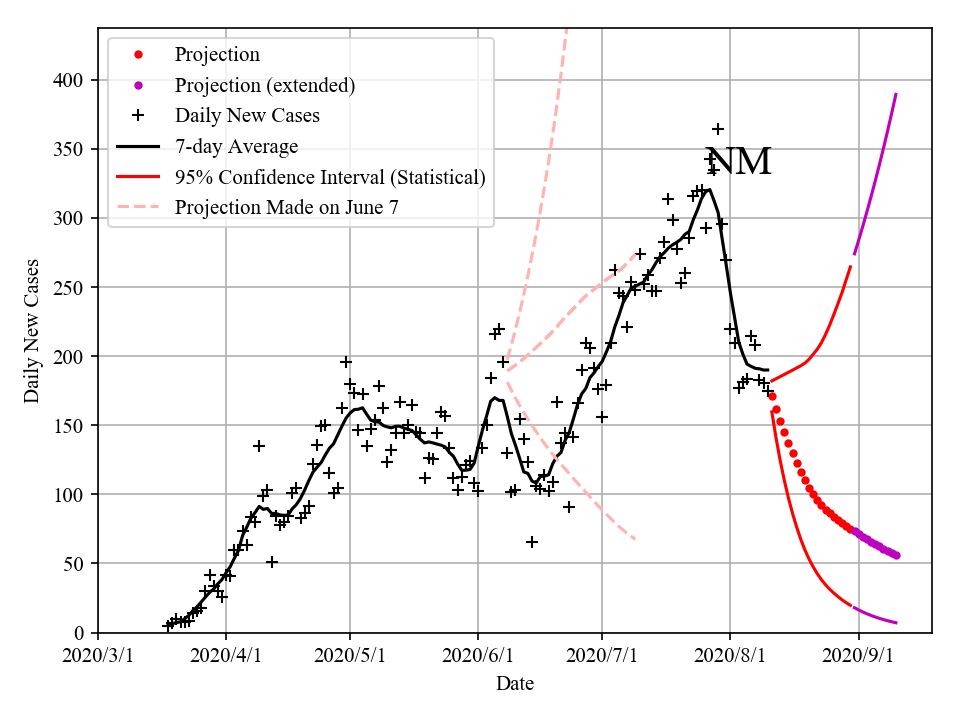 Projection
Projection (extended)
Daily New Cases
7-day Average
95% Confidence Interval (Statistical)
Projection Made on June 7
NM
Daily New Cases
400
350
300
250
200
150
100
50
0
2020/3/1 2020/4/1 2020/5/1 2020/6/1 2020/7/1 2020/8/1 2020/9/1
Date